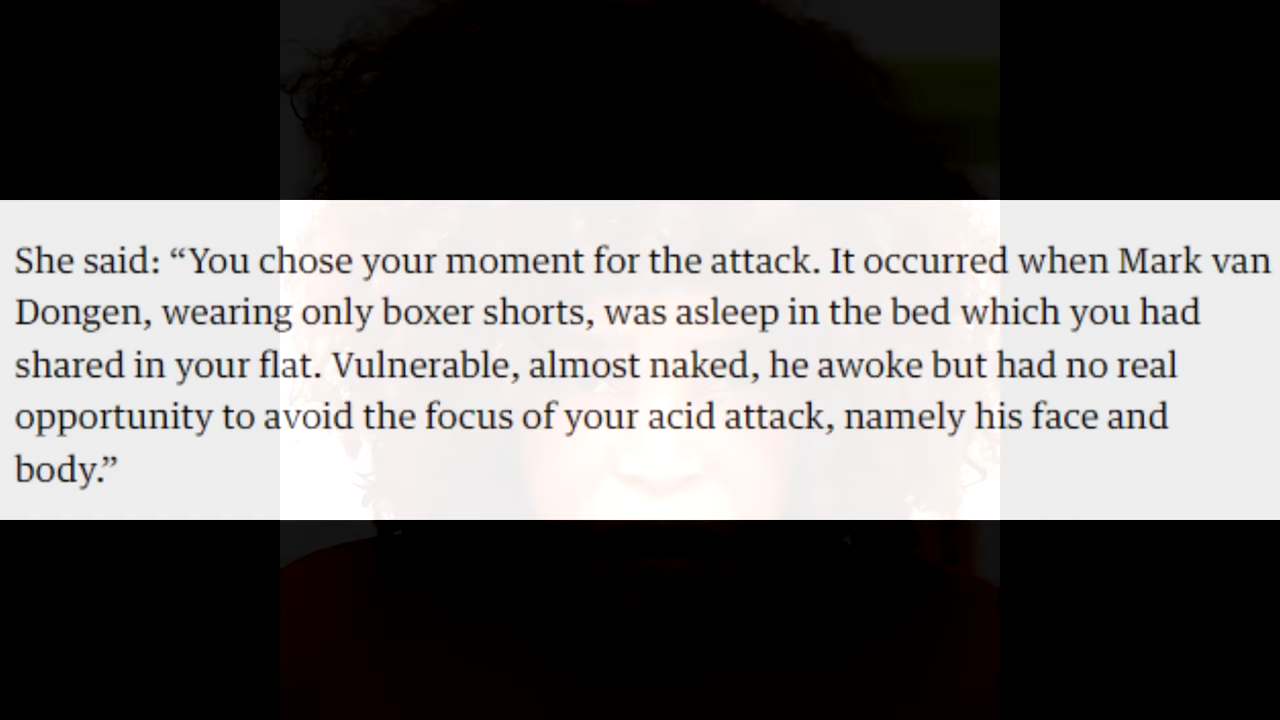 She said: “You chose your moment for the attack. It occurred when Mark van
Dongen, wearing only boxer shorts, was asleep in the bed which you had
shared in your flat. Vulnerable, almost naked, he awoke but had no real
opportunity to avoid the focus of your acid attack, namely his face and
body.”